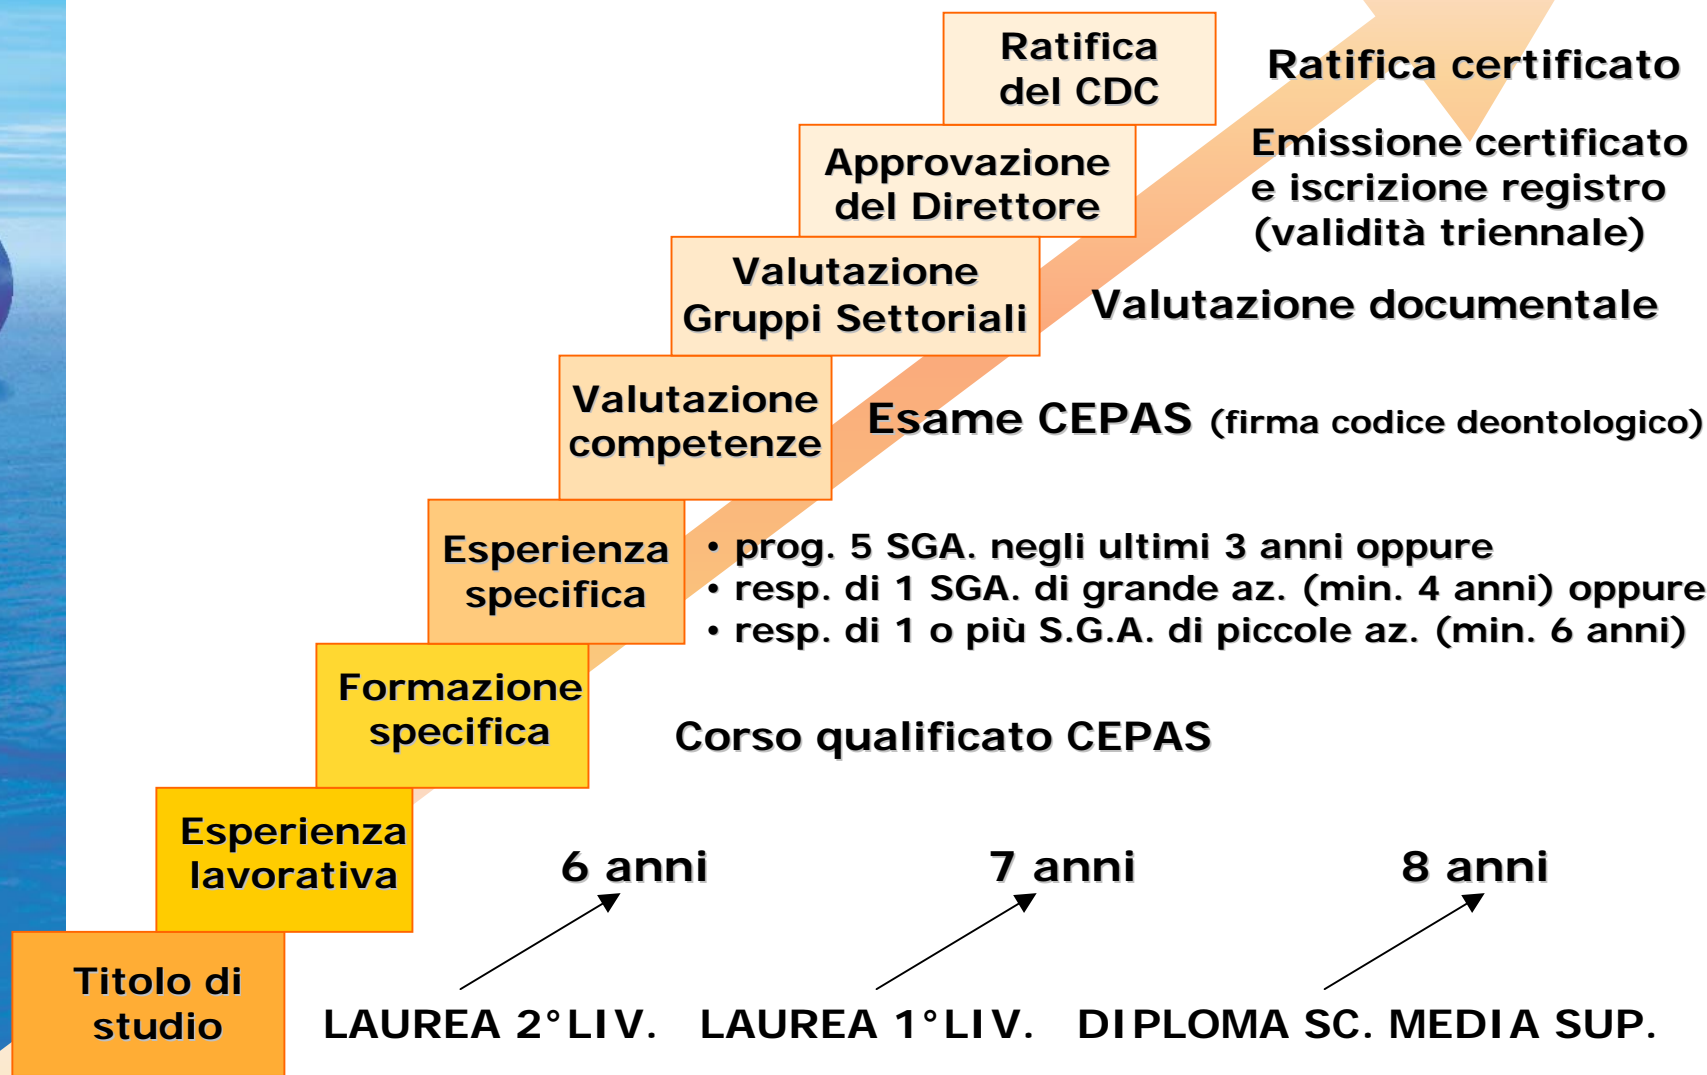 Ratifica
del CDC
Ratifica certificato
Approvazione
del Direttore
Emissione certificato
e iscrizione registro
(validità triennale)
Valutazione
Gruppi Settoriali
Valutazione documentale
Valutazione
competenze
Esame CEPAS (firma codice deontologico)
Esperienza
specifica
• prog. 5 SGA. negli ultimi 3 anni oppure
• resp. di 1 SGA. di grande az. (min. 4 anni) oppure
• resp. di 1 o più S.G.A. di piccole az. (min. 6 anni)
Formazione
specifica
Corso qualificato CEPAS
Esperienza
lavorativa
6 anni 7 anni 8 anni
Titolo di
studio
LAUREA 2°LIV. LAUREA 1°LIV. DIPLOMA SC. MEDIA SUP.